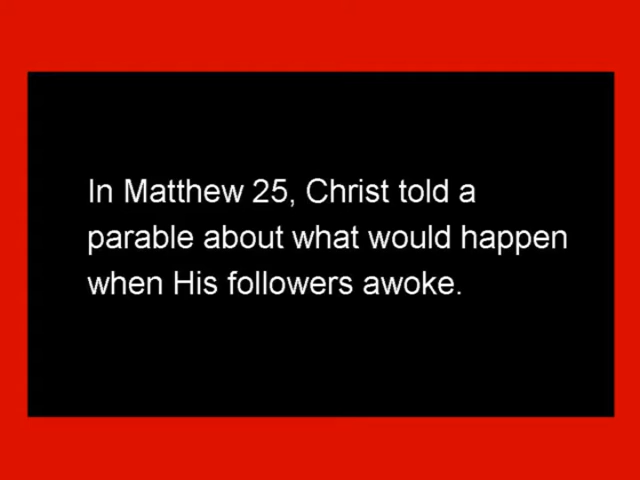 In Matthew 25, Christ told a
parable about what would happen
when His followers awoke.